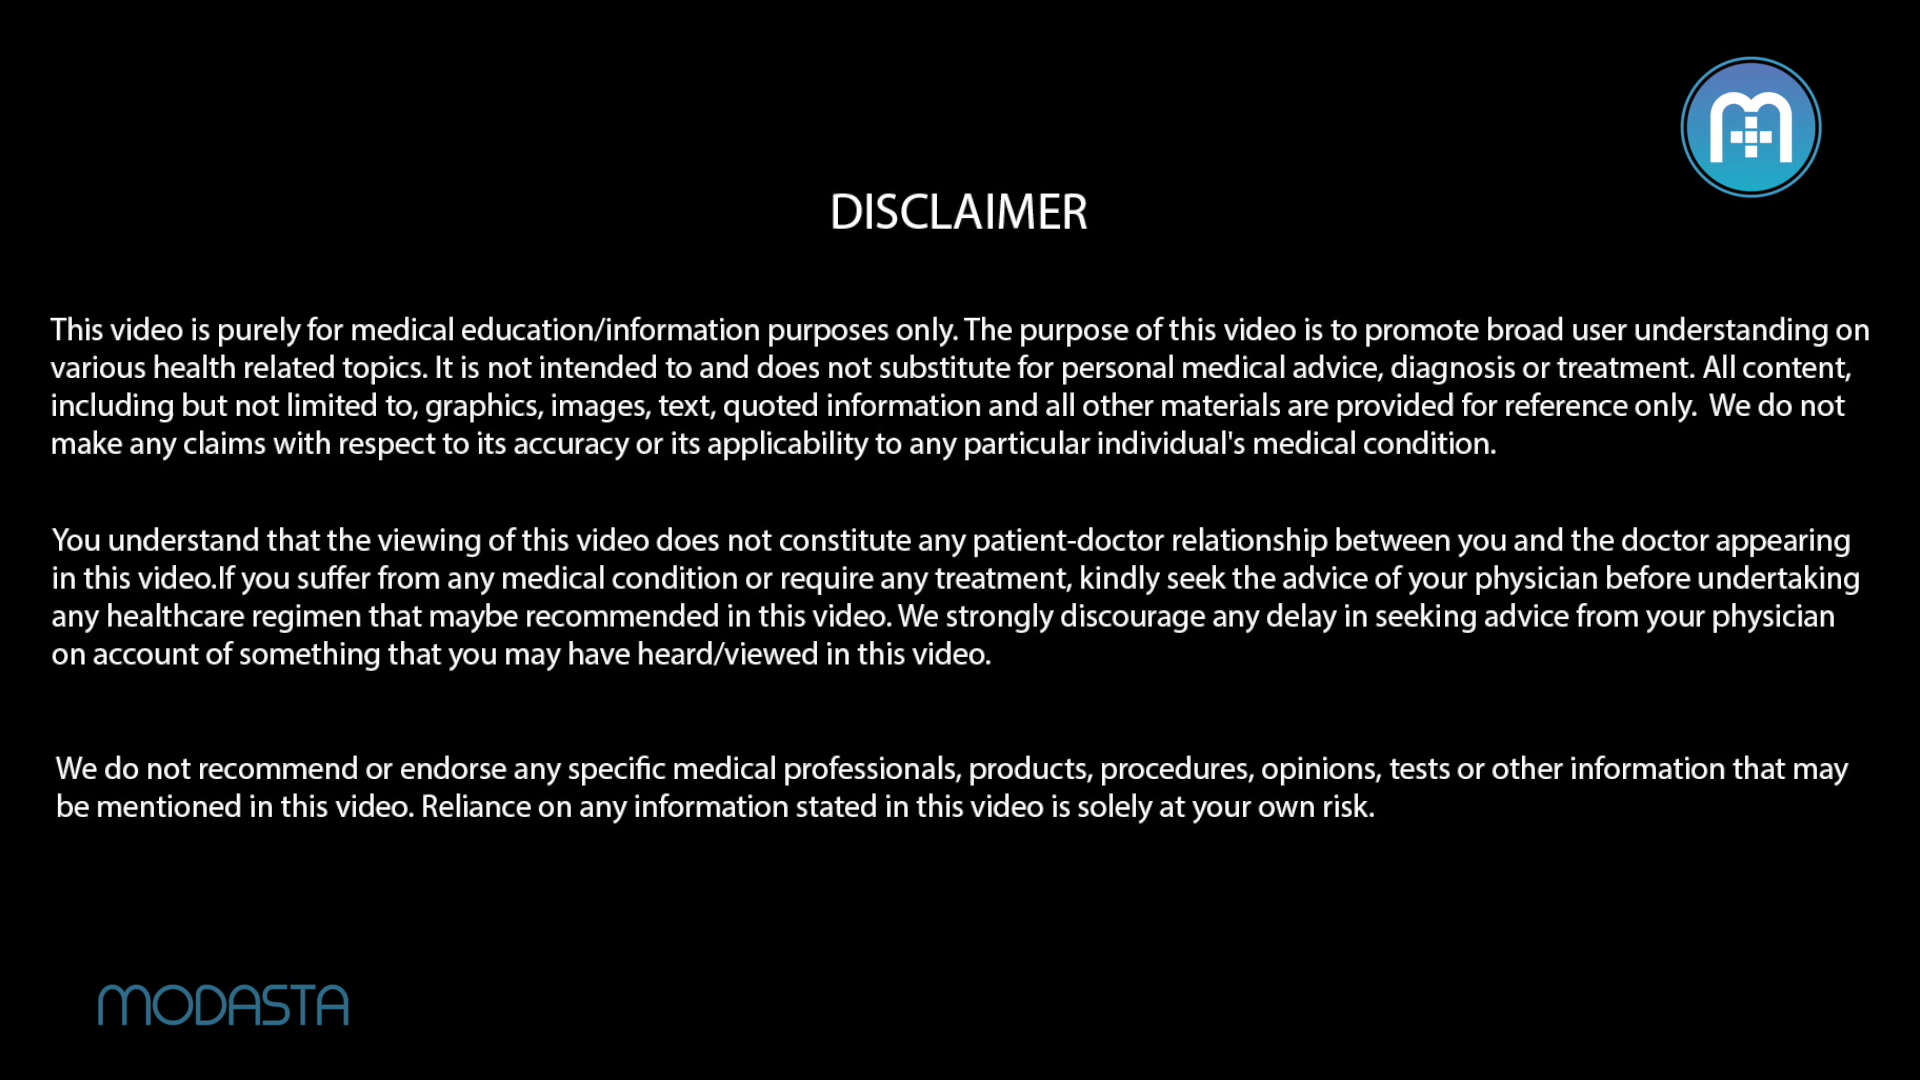 DISCLAIMER
This video is purely for medical education/information purposes only. The purpose of this video is to promote broad user understanding on
various health related topics. It is not intended to and does not substitute for personal medical advice, diagnosis or treatment. All content,
including but not limited to, graphics, images, text, quoted information and all other materials are provided for reference only.  We do not
make any claims with respect to its accuracy or its applicability to any particular individual's medical condition.
You understand that the viewing of this video does not constitute any patient-doctor relationship between you and the doctor appearing
in this video.If you suffer from any medical condition or require any treatment, kindly seek the advice of your physician before undertaking
any healthcare regimen that maybe recommended in this video. We strongly discourage any delay in seeking advice from your physician
on account of something that you may have heard/viewed in this video.
We do not recommend or endorse any specific medical professionals, products, procedures, opinions, tests or other information that may
be mentioned in this video. Reliance on any information stated in this video is solely at your own risk.
MODASTA